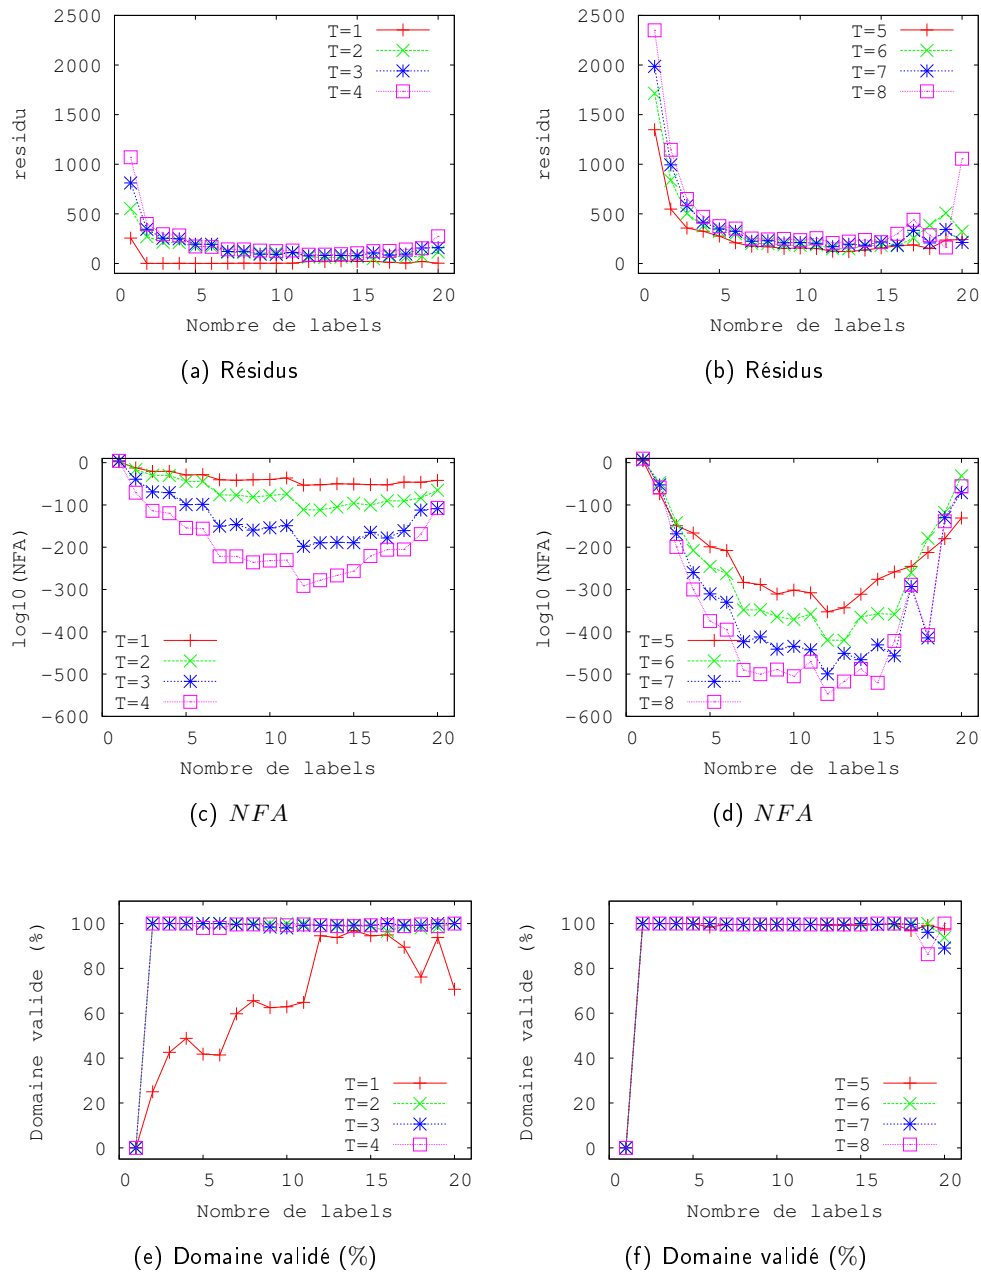 2500
2000
1500
1000
500
0
residu
T=1
T=2
T=3
T=4
0 5 10 15 20
Nombre de labels
(a) Résidus
2500
2000
1500
1000
500
0
residu
T=5
T=6
T=7
T=8
0 5 10 15 20
Nombre de labels
(b) Résidus
0
-100
-200
-300
-400
-500
-600
log10(NFA)
T=1
T=2
T=3
T=4
0 5 10 15 20
Nombre de labels
(c) NFA
0
-100
-200
-300
-400
-500
-600
log10(NFA)
T=5
T=6
T=7
T=8
0 5 10 15 20
Nombre de labels
(d) NFA
100
80
60
40
20
0
Domaine valide (%)
T=1
T=2
T=3
T=4
0 5 10 15 20
Nombre de labels
(e) Domaine validé (%)
100
80
60
40
20
0
Domaine valide (%)
T=5
T=6
T=7
T=8
0 5 10 15 20
Nombre de labels
(f) Domaine validé (%)